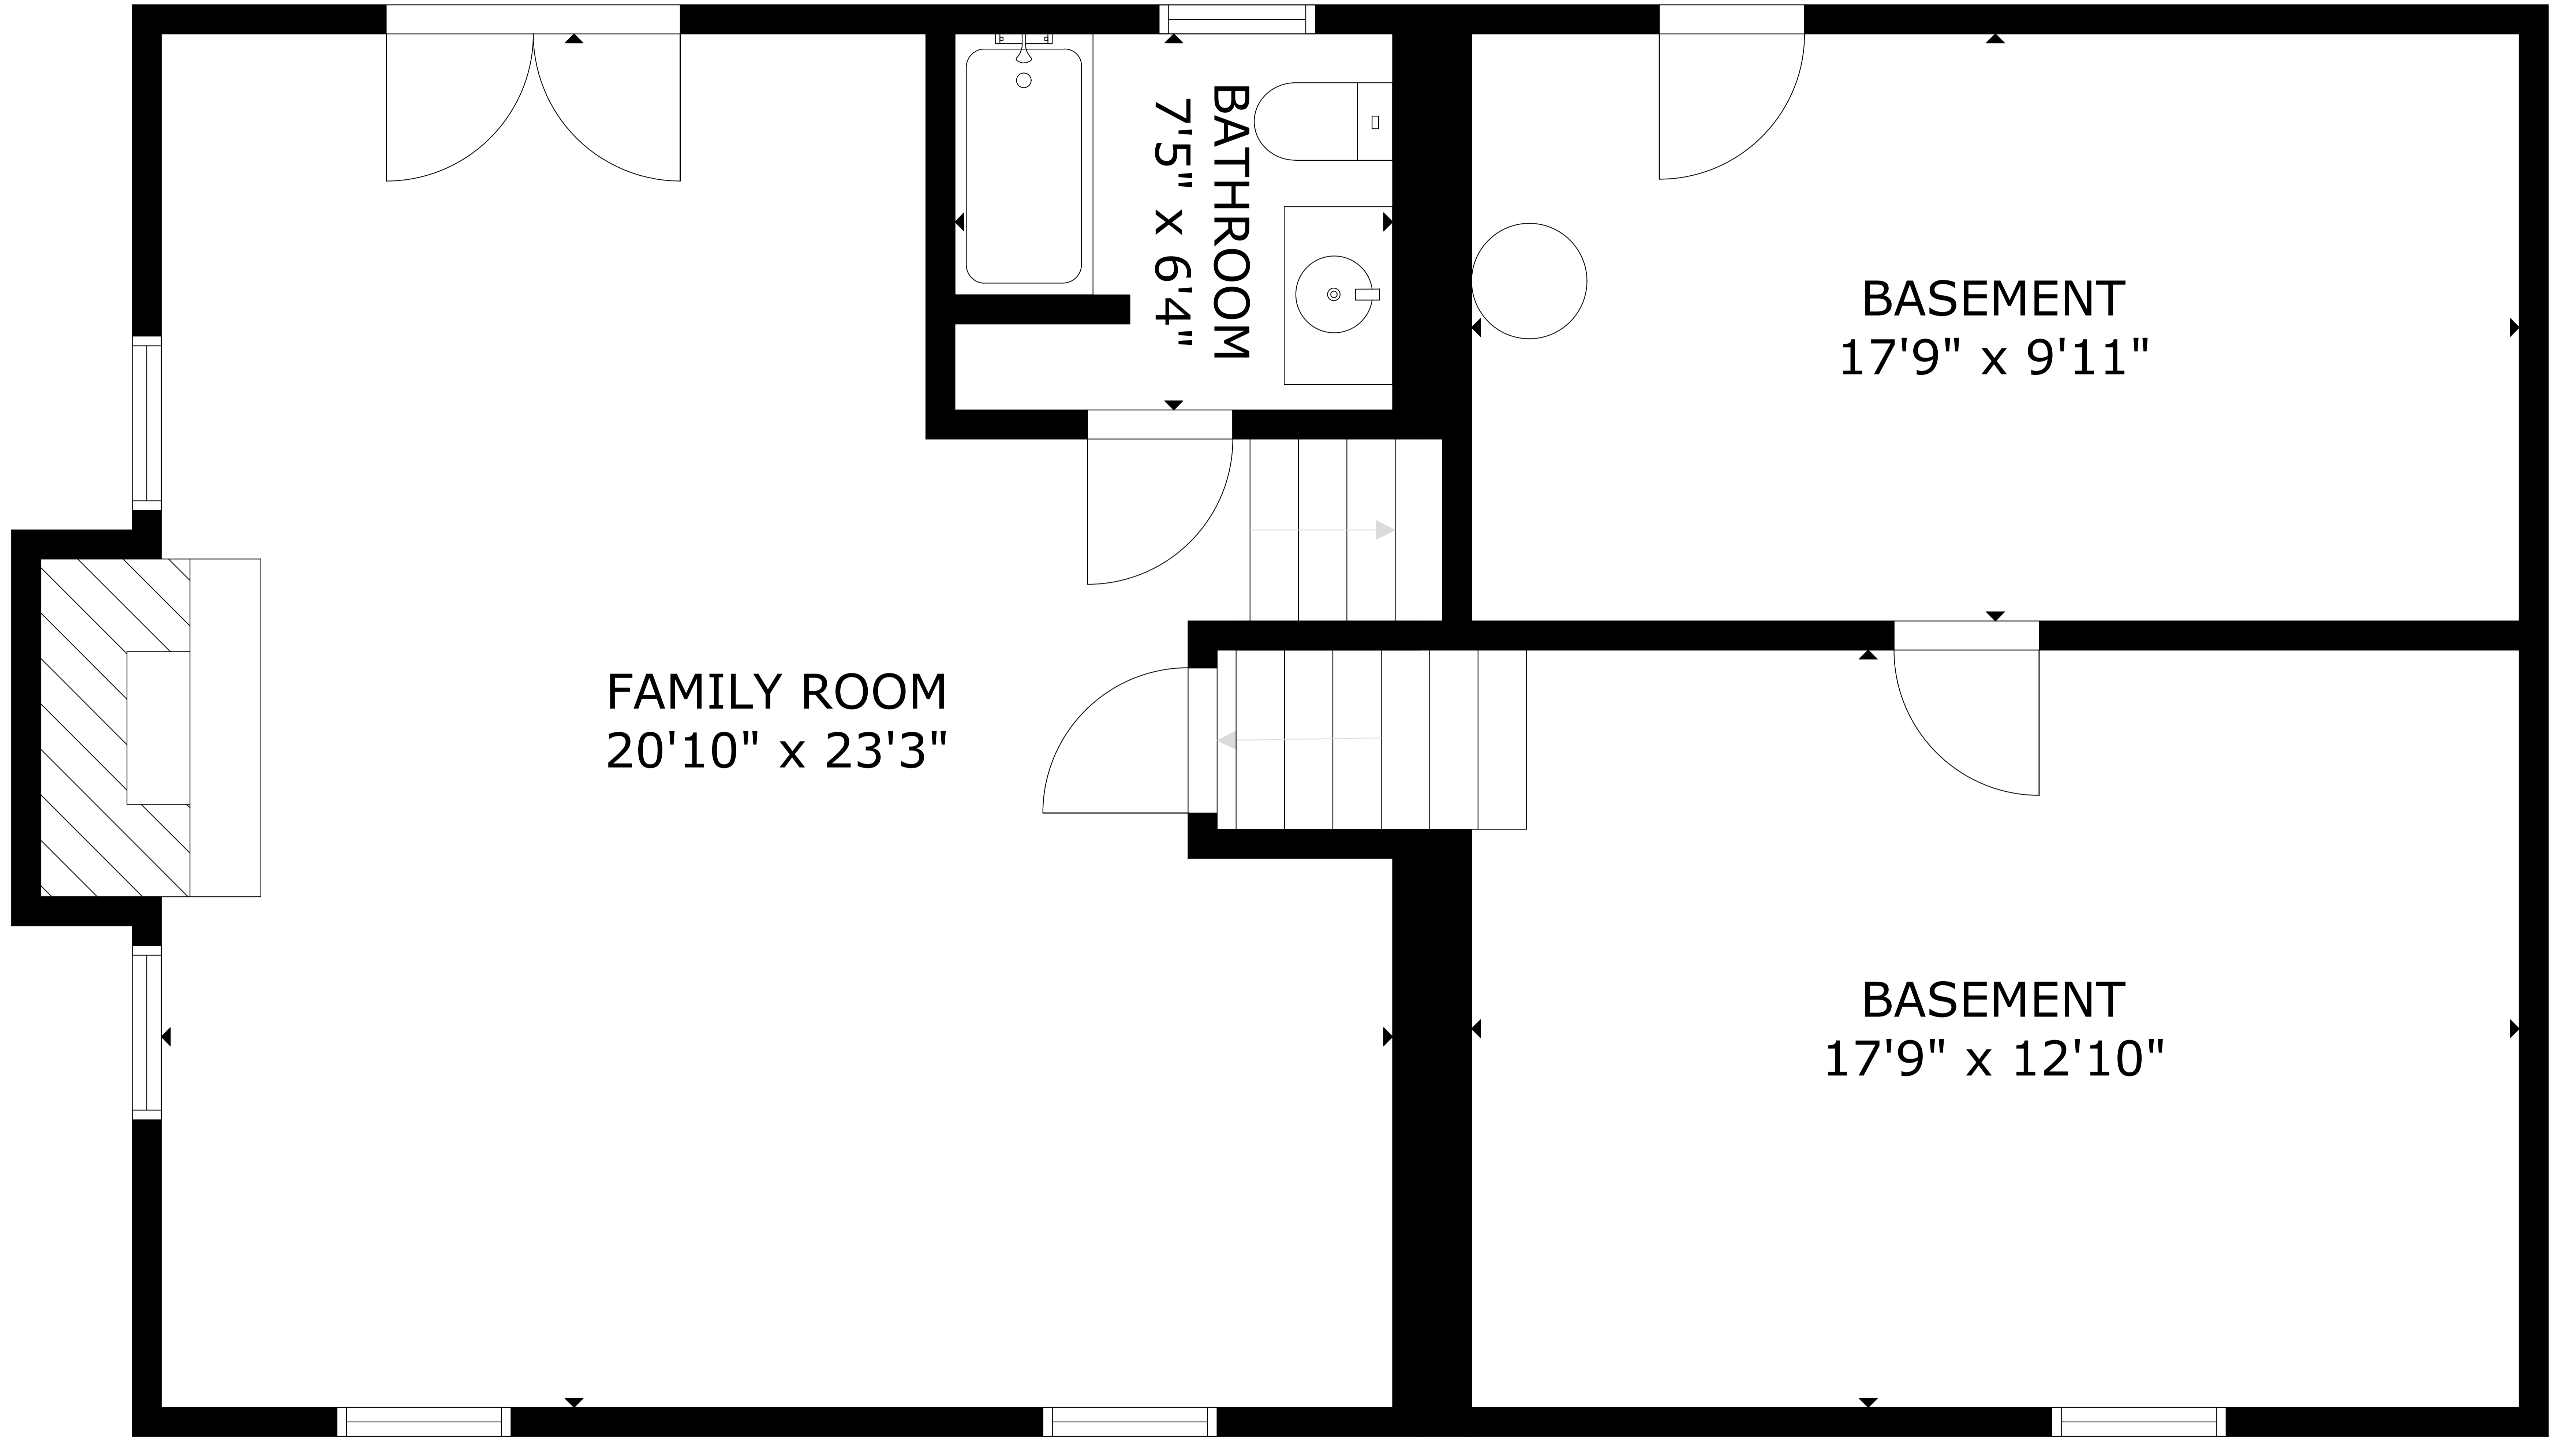 BATHROOM
7'5" x 6'4"
BASEMENT
17'9" x 9'11"
FAMILY ROOM
20'10" x 23'3"
BASEMENT
17'9" x 12'10"